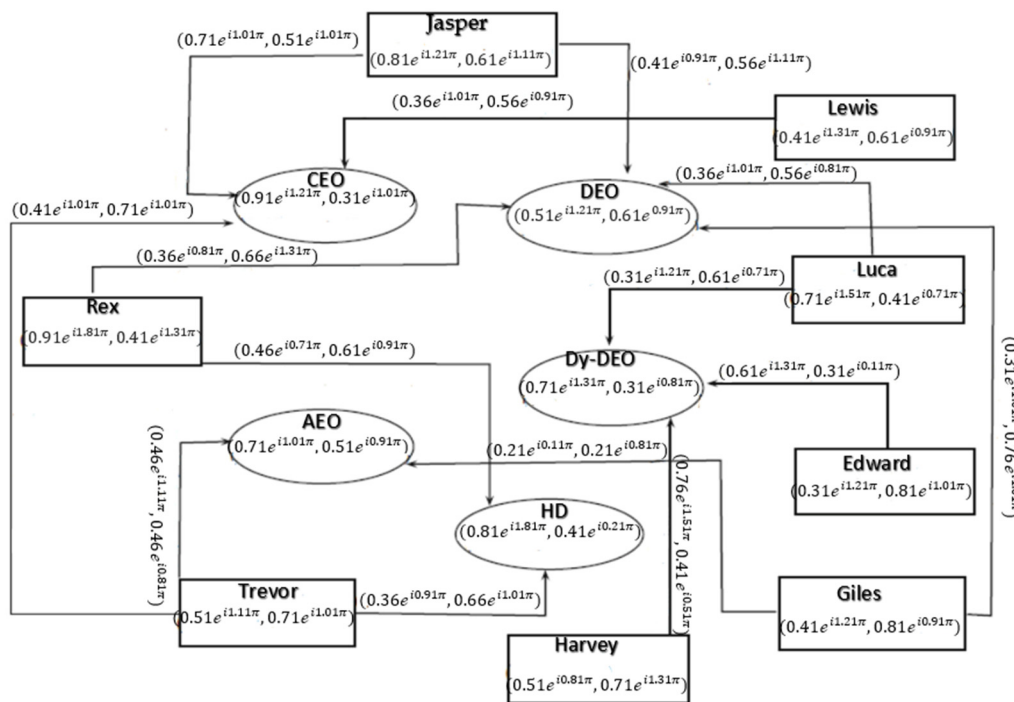 Jasper
(0.81e^{i1.21π}, 0.61e^{i1.11π})
(0.71e^{i1.01π}, 0.51e^{i1.01π})
(0.41e^{i0.91π}, 0.56e^{i1.11π})
(0.36e^{i1.01π}, 0.56e^{i0.91π})
Lewis
(0.41e^{i1.31π}, 0.61e^{i0.91π})
CEO
(0.91e^{i1.21π}, 0.31e^{i1.01π})
DEO
(0.51e^{i1.21π}, 0.61e^{0.91π})
(0.36e^{i1.01π}, 0.56e^{i0.81π})
(0.41e^{i1.01π}, 0.71e^{i1.01π})
(0.36e^{i0.81π}, 0.66e^{i1.31π})
Luca
(0.71e^{i1.51π}, 0.41e^{i0.71π})
(0.31e^{i1.21π}, 0.61e^{i0.71π})
Rex
(0.91e^{i1.81π}, 0.41e^{i1.31π})
(0.46e^{i0.71π}, 0.61e^{i0.91π})
Dy-DEO
(0.71e^{i1.31π}, 0.31e^{i0.81π})
(0.61e^{i1.31π}, 0.31e^{i0.11π})
AEO
(0.71e^{i1.01π}, 0.51e^{i0.91π})
(0.21e^{i0.11π}, 0.21e^{i0.81π})
Edward
(0.31e^{i1.21π}, 0.81e^{i1.01π})
(0.46e^{i1.11π}, 0.46e^{i0.81π})
(0.76e^{i1.51π}, 0.41e^{i0.51π})
HD
(0.81e^{i1.81π}, 0.41e^{i0.21π})
Trevor
(0.51e^{i1.11π}, 0.71e^{i1.01π})
(0.36e^{i0.91π}, 0.66e^{i1.01π})
Giles
(0.41e^{i1.21π}, 0.81e^{i0.91π})
Harvey
(0.51e^{i0.81π}, 0.71e^{i1.31π})